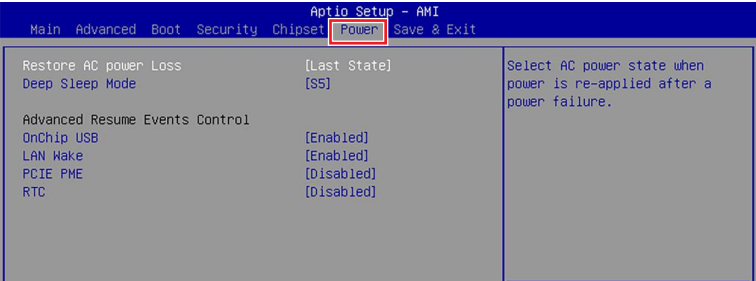 Aptio Setup - AMI
Main Advanced Boot Security Chipset Power Save & Exit
Restore AC power Loss [Last State]
Deep Sleep Mode [S5]
Advanced Resume Events Control
OnChip USB [Enabled]
LAN Wake [Enabled]
PCIE PME [Disabled]
RTC [Disabled]
Select AC power state when
power is re-applied after a
power failure.